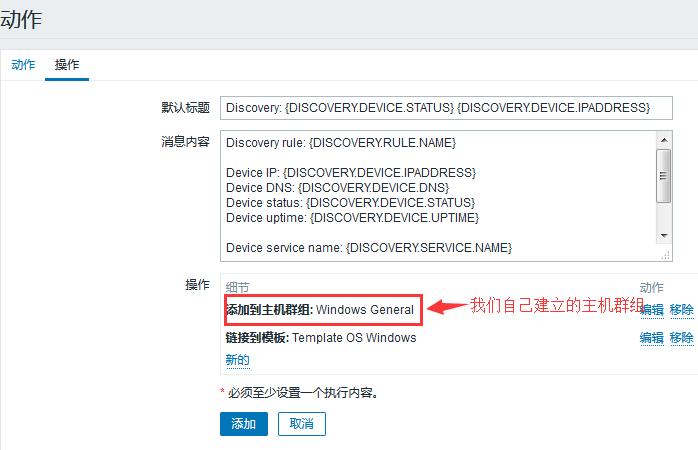 动作
动作 操作
默认标题 Discovery: {DISCOVERY.DEVICE.STATUS} {DISCOVERY.DEVICE.IPADDRESS}
消息内容 Discovery rule: {DISCOVERY.RULE.NAME}
Device IP: {DISCOVERY.DEVICE.IPADDRESS}
Device DNS: {DISCOVERY.DEVICE.DNS}
Device status: {DISCOVERY.DEVICE.STATUS}
Device uptime: {DISCOVERY.DEVICE.UPTIME}
Device service name: {DISCOVERY.SERVICE.NAME}
操作 细节 动作
添加到主机群组: Windows General 我们自己建立的主机群组 编辑 移除
链接到模板: Template OS Windows 编辑 移除
新的
* 必须至少设置一个执行内容。
添加 取消